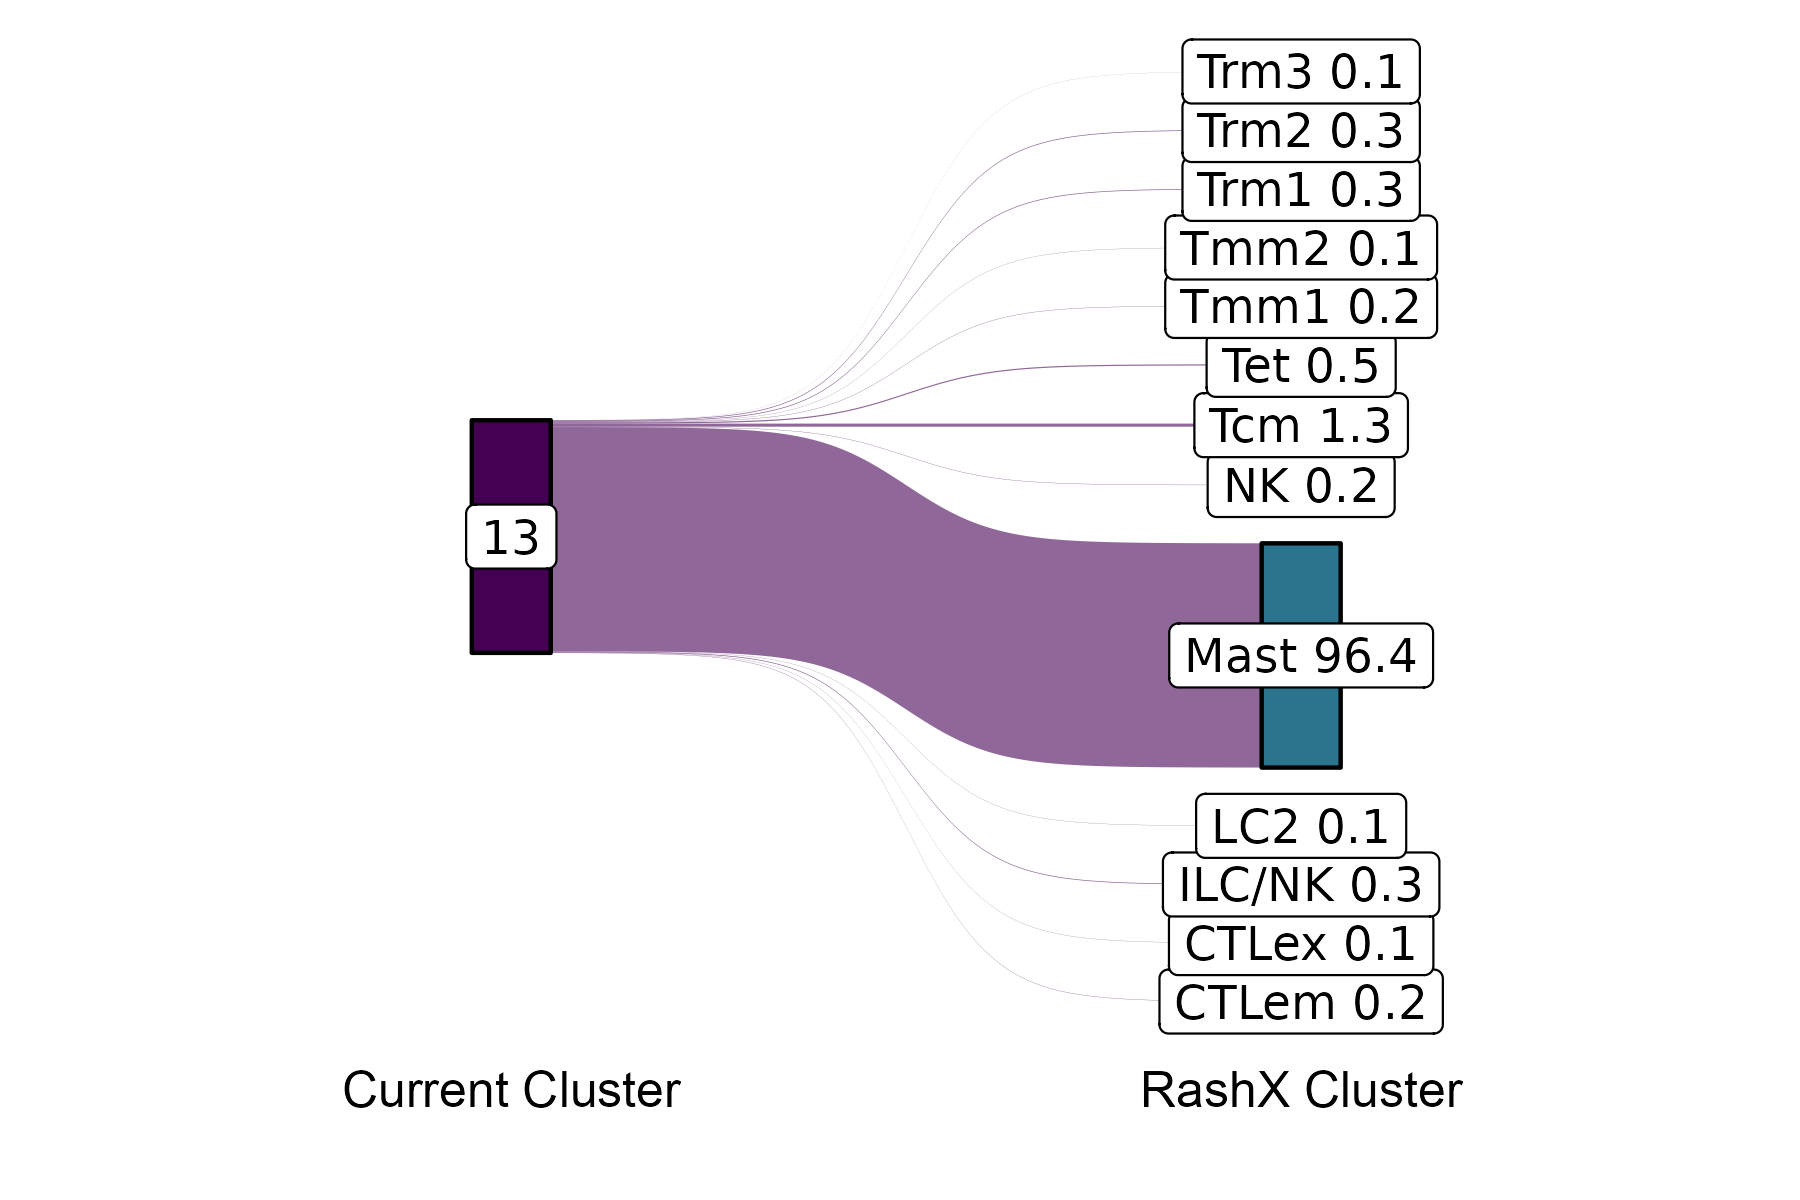 Trm3 0.1
Trm2 0.3
Trm1 0.3
Tmm2 0.1
Tmm1 0.2
Tet 0.5
Tcm 1.3
NK 0.2
13
Mast 96.4
LC2 0.1
ILC/NK 0.3
CTLex 0.1
CTLem 0.2
Current Cluster
RashX Cluster